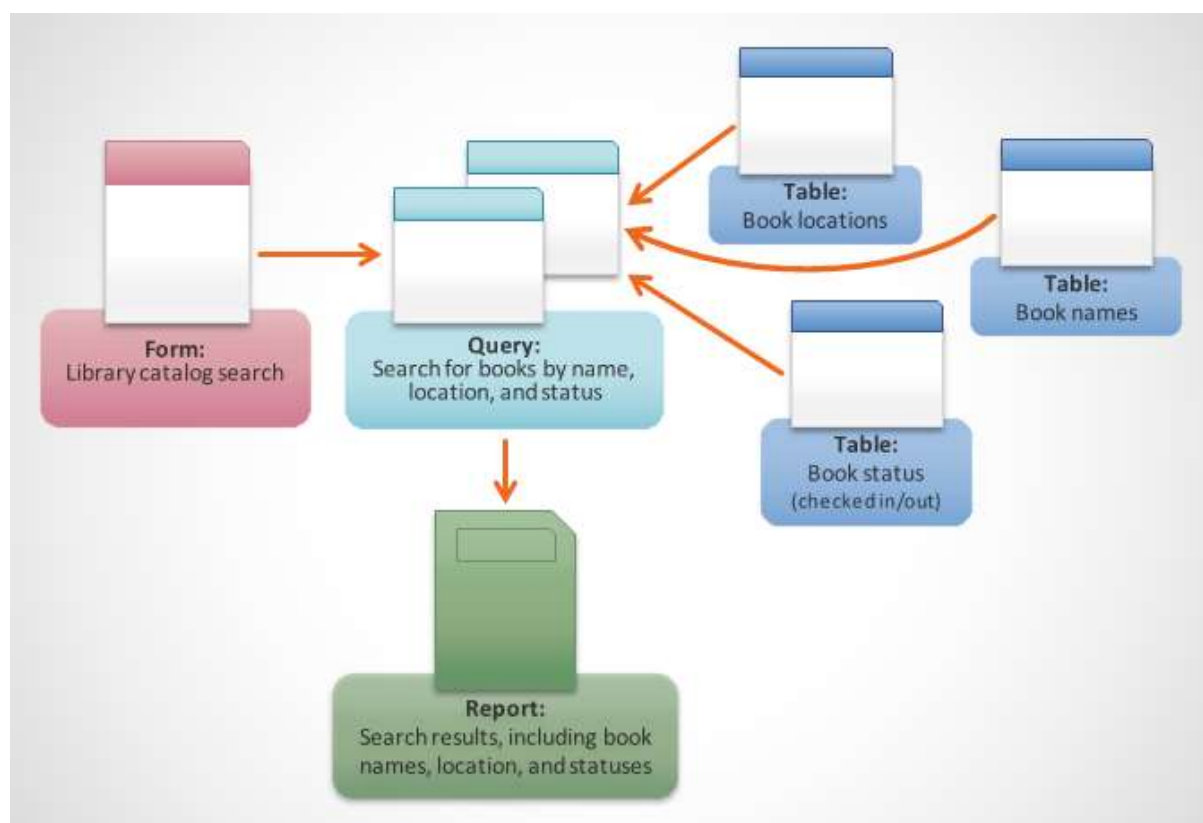 Form:
Library catalog search
Query:
Search for books by name,
location, and status
Table:
Book locations
Table:
Book names
Table:
Book status
(checked in/out)
Report:
Search results, including book
names, location, and statuses